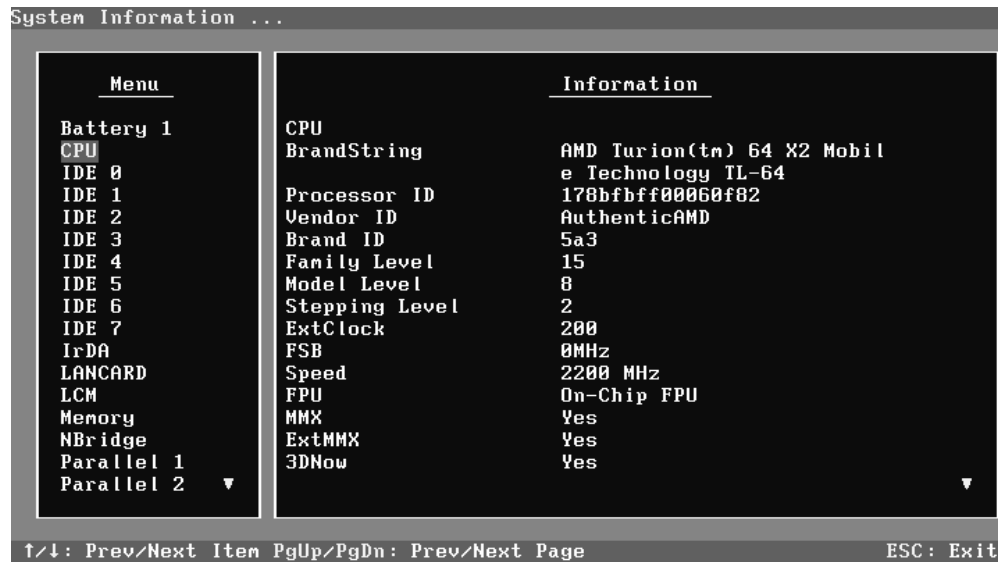 System Information ...
Menu
Battery 1
CPU
IDE 0
IDE 1
IDE 2
IDE 3
IDE 4
IDE 5
IDE 6
IDE 7
IrDA
LANCARD
LCM
Memory
NBridge
Parallel 1
Parallel 2 ▼
Information
CPU
BrandString AMD Turion(tm) 64 X2 Mobil
e Technology TL-64
Processor ID 178bfbff00060f82
Vendor ID AuthenticAMD
Brand ID 5a3
Family Level 15
Model Level 8
Stepping Level 2
ExtClock 200
FSB 0MHz
Speed 2200 MHz
FPU On-Chip FPU
MMX Yes
ExtMMX Yes
3DNow Yes
▼
↑/↓: Prev/Next Item PgUp/PgDn: Prev/Next Page ESC: Exit